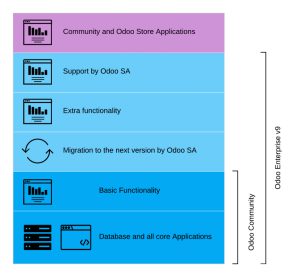 Community and Odoo Store Applications
Support by Odoo SA
Extra functionality
Migration to the next version by Odoo SA
Basic Functionality
Database and all core Applications
Odoo Community
Odoo Enterprise v9